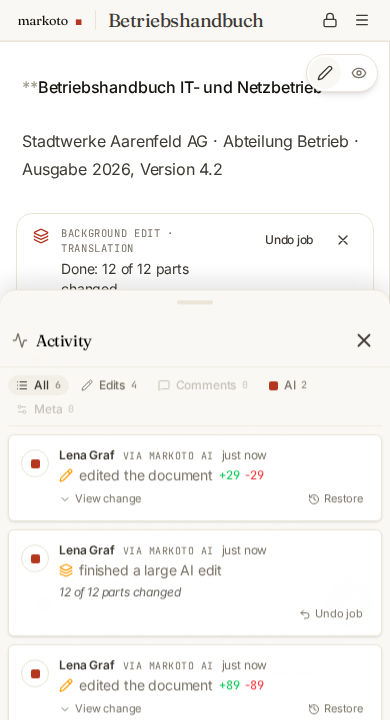 markoto
Betriebshandbuch
**Betriebshandbuch IT- und Netzbetrieb**
Stadtwerke Aarenfeld AG · Abteilung Betrieb ·
Ausgabe 2026, Version 4.2
BACKGROUND EDIT ·
TRANSLATION
Undo job
Done: 12 of 12 parts
changed
Activity
All 6 Edits 4 Comments 0 AI 2
Meta 0
Lena Graf VIA MARKOTO AI just now
edited the document +29 -29
View change Restore
Lena Graf VIA MARKOTO AI just now
finished a large AI edit
12 of 12 parts changed
Undo job
Lena Graf VIA MARKOTO AI just now
edited the document +89 -89
View change Restore